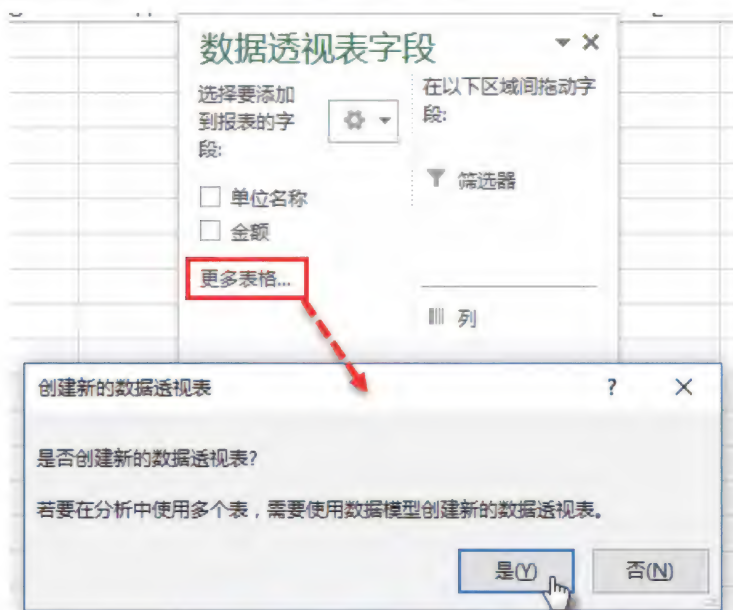 数据透视表字段
选择要添加
到报表的字
段:
在以下区域间拖动字
段:
单位名称
金额
更多表格...
筛选器
列
创建新的数据透视表
?
是否创建新的数据透视表?
若要在分析中使用多个表，需要使用数据模型创建新的数据透视表。
是(Y)
否(N)